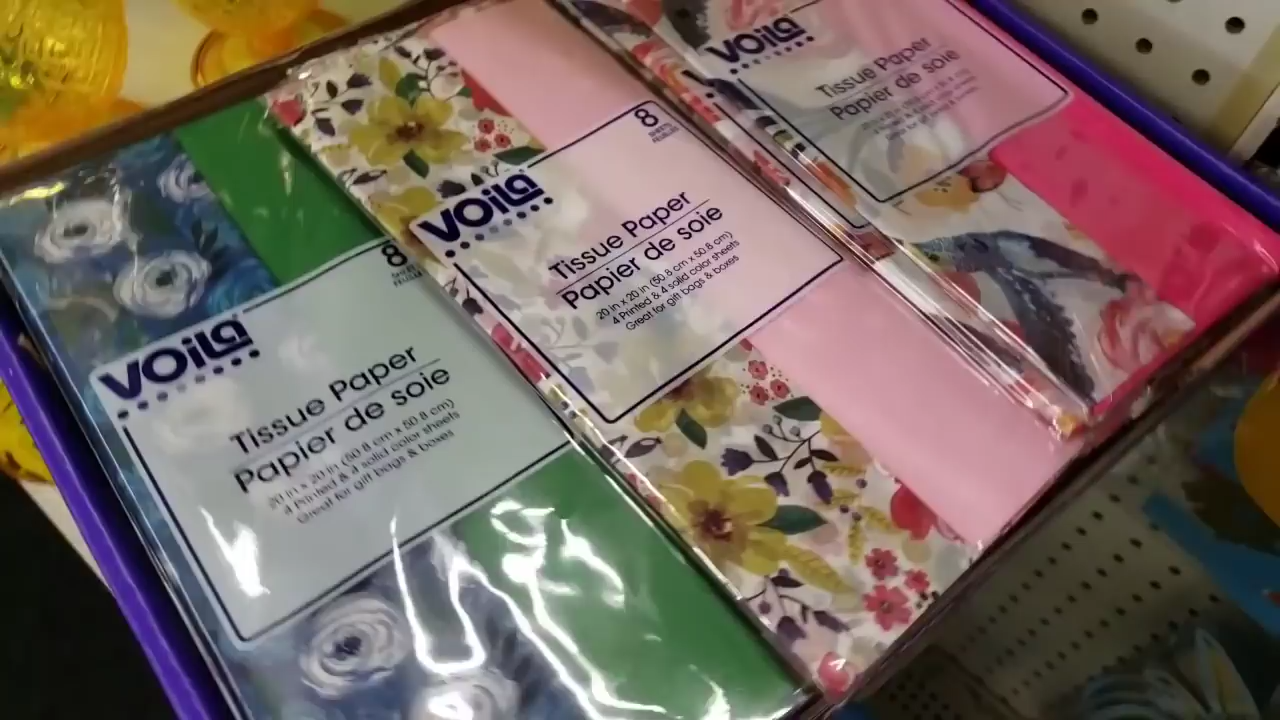 VOiLa
Tissue Paper
Papier de soie
8
VOiLa
8
SHEETS
FEUILLES
Tissue Paper
Papier de soie
20 in x 20 in (50.8 cm x 50.8 cm)
4 Printed & 4 solid color sheets
Great for gift bags & boxes
VOiLa
Tissue Paper
Papier de soie
20 in x 20 in (50.8 cm x 50.8 cm)
4 Printed & 4 solid color sheets
Great for gift bags & boxes